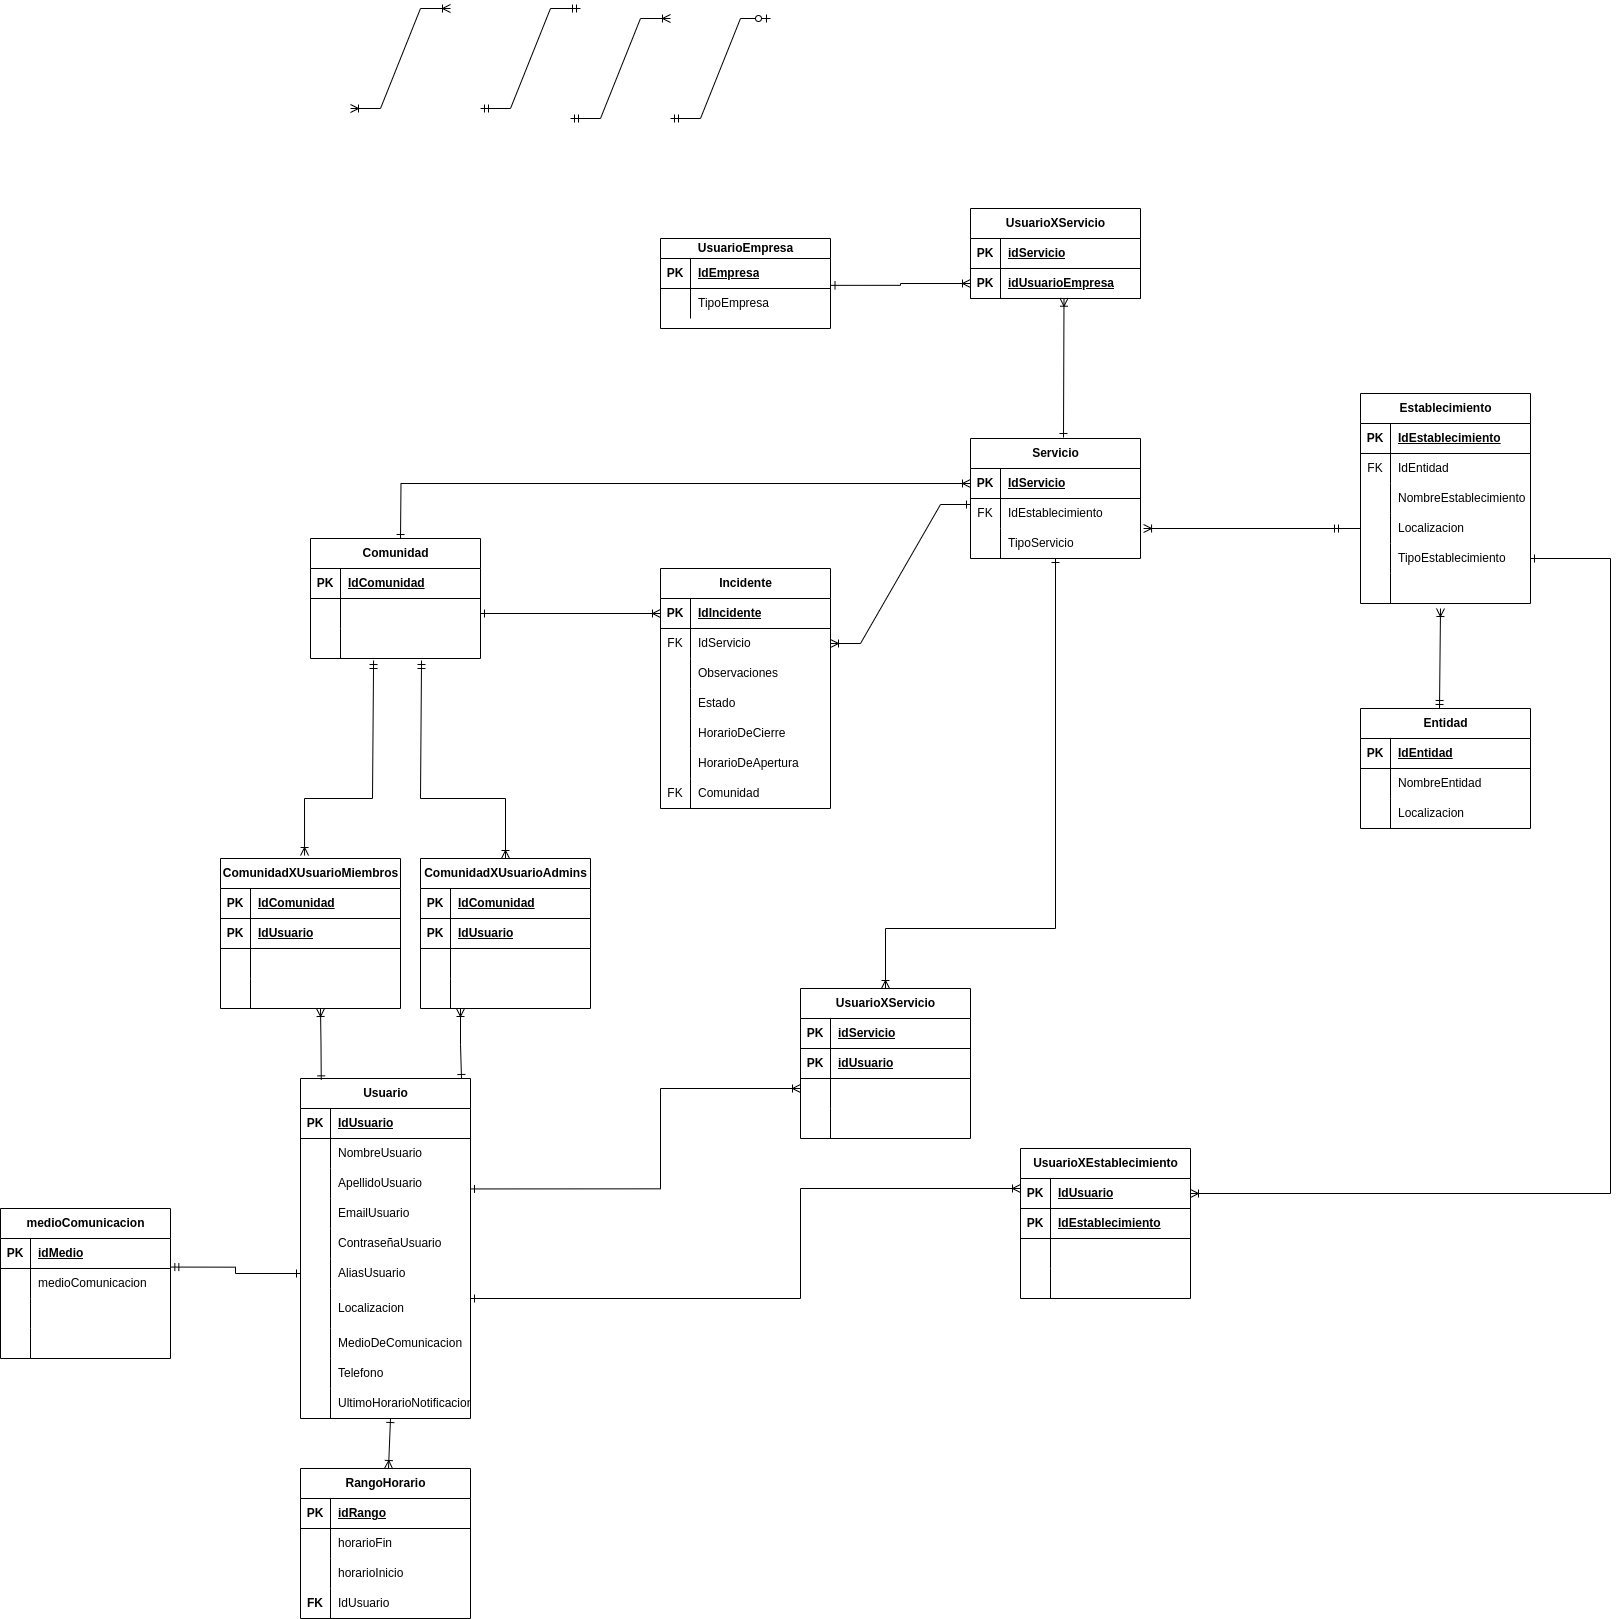 UsuarioXServicio
PK idServicio
PK idUsuarioEmpresa
UsuarioEmpresa
PK IdEmpresa
TipoEmpresa
Establecimiento
PK IdEstablecimiento
FK IdEntidad
NombreEstablecimiento
Localizacion
TipoEstablecimiento
Servicio
PK IdServicio
FK IdEstablecimiento
TipoServicio
Comunidad
PK IdComunidad
Incidente
PK IdIncidente
FK IdServicio
Observaciones
Estado
HorarioDeCierre
HorarioDeApertura
FK Comunidad
Entidad
PK IdEntidad
NombreEntidad
Localizacion
ComunidadXUsuarioMiembros
PK IdComunidad
PK IdUsuario
ComunidadXUsuarioAdmins
PK IdComunidad
PK IdUsuario
UsuarioXServicio
PK idServicio
PK idUsuario
Usuario
PK IdUsuario
NombreUsuario
ApellidoUsuario
EmailUsuario
ContraseñaUsuario
AliasUsuario
Localizacion
MedioDeComunicacion
Telefono
UltimoHorarioNotificacion
UsuarioXEstablecimiento
PK IdUsuario
PK IdEstablecimiento
medioComunicacion
PK idMedio
medioComunicacion
RangoHorario
PK idRango
horarioFin
horarioInicio
FK IdUsuario